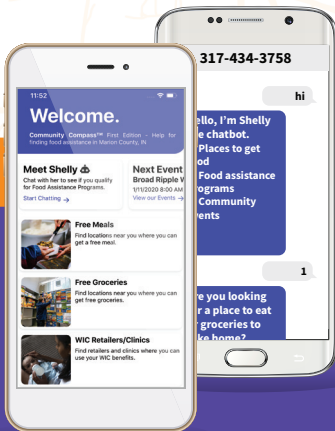 11:52
Welcome.
Community Compass™ First Edition - Help for
finding food assistance in Marion County, IN
Meet Shelly
Chat with her to see if you qualify
for Food Assistance Programs.
Start Chatting →
Next Event
Broad Ripple W
1/11/2020 8:00 AM
View our Events →
Free Meals
Find locations near you where you can
get a free meal.
Free Groceries
Find locations near you where you can
get free groceries.
WIC Retailers/Clinics
Find retailers and clinics where you can
use your WIC benefits.
317-434-3758
hi
ello, I'm Shelly
e chatbot.
Places to get
od
Food assistance
ograms
Community
ents
1
re you looking
r a place to eat
groceries to
ke home?